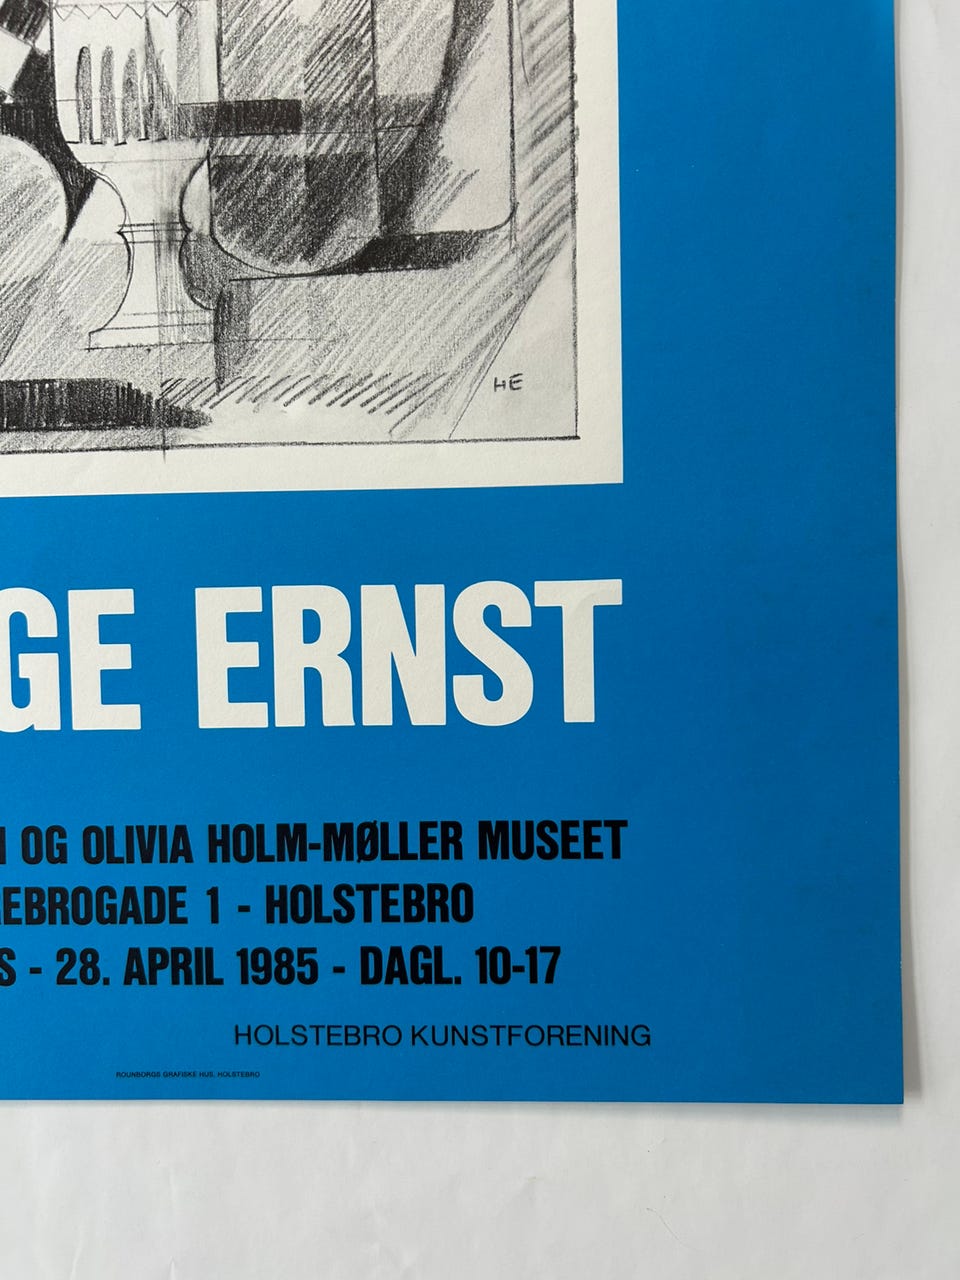 HE
GE ERNST
OG OLIVIA HOLM-MØLLER MUSEET
EBROGADE 1 - HOLSTEBRO
S - 28. APRIL 1985 - DAGL. 10-17
HOLSTEBRO KUNSTFORENING
ROUNBORGS GRAFISKE HUS. HOLSTEBRO